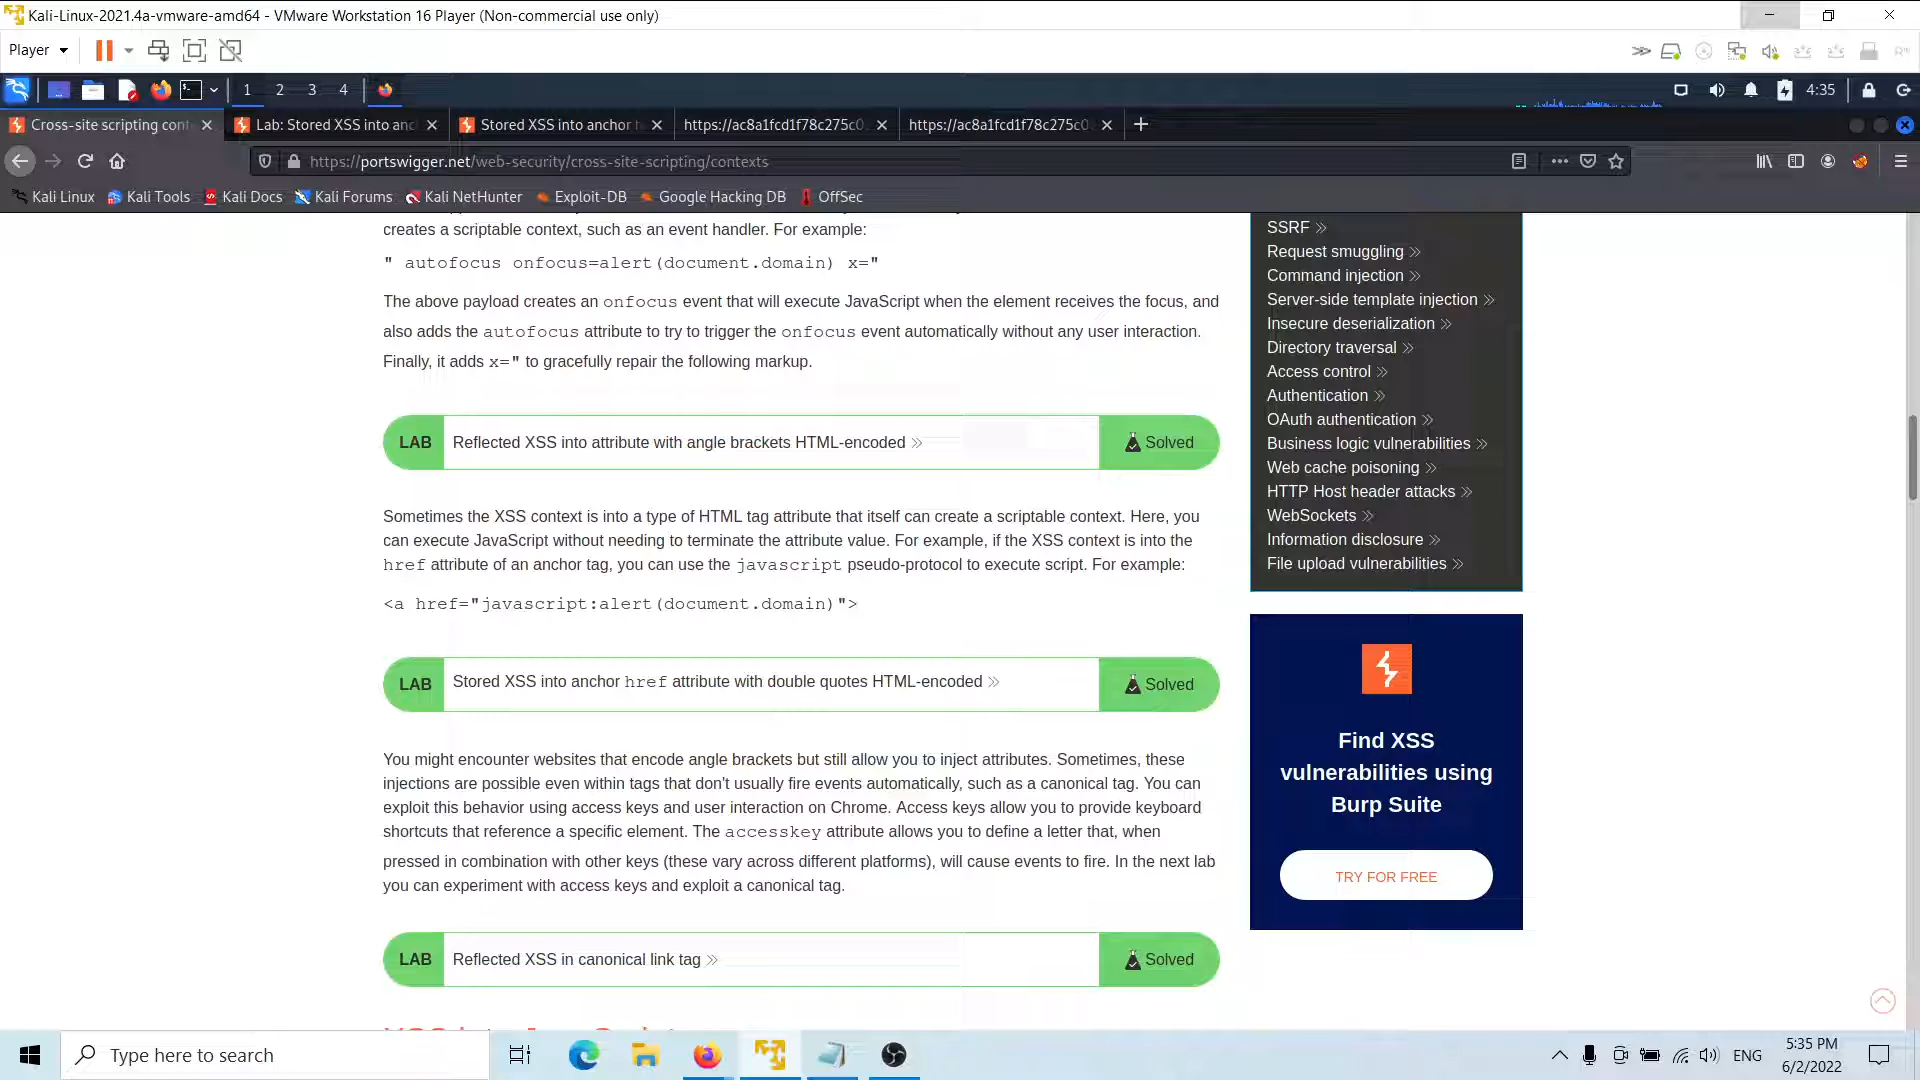 Kali-Linux-2021.4a-vmware-amd64 - VMware Workstation 16 Player (Non-commercial use only)
Player
1 2 3 4
4:35
Cross-site scripting cont
Lab: Stored XSS into anc
Stored XSS into anchor h
https://ac8a1fcd1f78c275c0
https://ac8a1fcd1f78c275c0
https://portswigger.net/web-security/cross-site-scripting/contexts
Kali Linux Kali Tools Kali Docs Kali Forums Kali NetHunter Exploit-DB Google Hacking DB OffSec
creates a scriptable context, such as an event handler. For example:
" autofocus onfocus=alert(document.domain) x="
The above payload creates an onfocus event that will execute JavaScript when the element receives the focus, and
also adds the autofocus attribute to try to trigger the onfocus event automatically without any user interaction.
Finally, it adds x=" to gracefully repair the following markup.
LAB Reflected XSS into attribute with angle brackets HTML-encoded Solved
Sometimes the XSS context is into a type of HTML tag attribute that itself can create a scriptable context. Here, you
can execute JavaScript without needing to terminate the attribute value. For example, if the XSS context is into the
href attribute of an anchor tag, you can use the javascript pseudo-protocol to execute script. For example:
<a href="javascript:alert(document.domain)">
LAB Stored XSS into anchor href attribute with double quotes HTML-encoded Solved
You might encounter websites that encode angle brackets but still allow you to inject attributes. Sometimes, these
injections are possible even within tags that don't usually fire events automatically, such as a canonical tag. You can
exploit this behavior using access keys and user interaction on Chrome. Access keys allow you to provide keyboard
shortcuts that reference a specific element. The accesskey attribute allows you to define a letter that, when
pressed in combination with other keys (these vary across different platforms), will cause events to fire. In the next lab
you can experiment with access keys and exploit a canonical tag.
LAB Reflected XSS in canonical link tag Solved
SSRF
Request smuggling
Command injection
Server-side template injection
Insecure deserialization
Directory traversal
Access control
Authentication
OAuth authentication
Business logic vulnerabilities
Web cache poisoning
HTTP Host header attacks
WebSockets
Information disclosure
File upload vulnerabilities
Find XSS
vulnerabilities using
Burp Suite
TRY FOR FREE
Type here to search
ENG
5:35 PM
6/2/2022